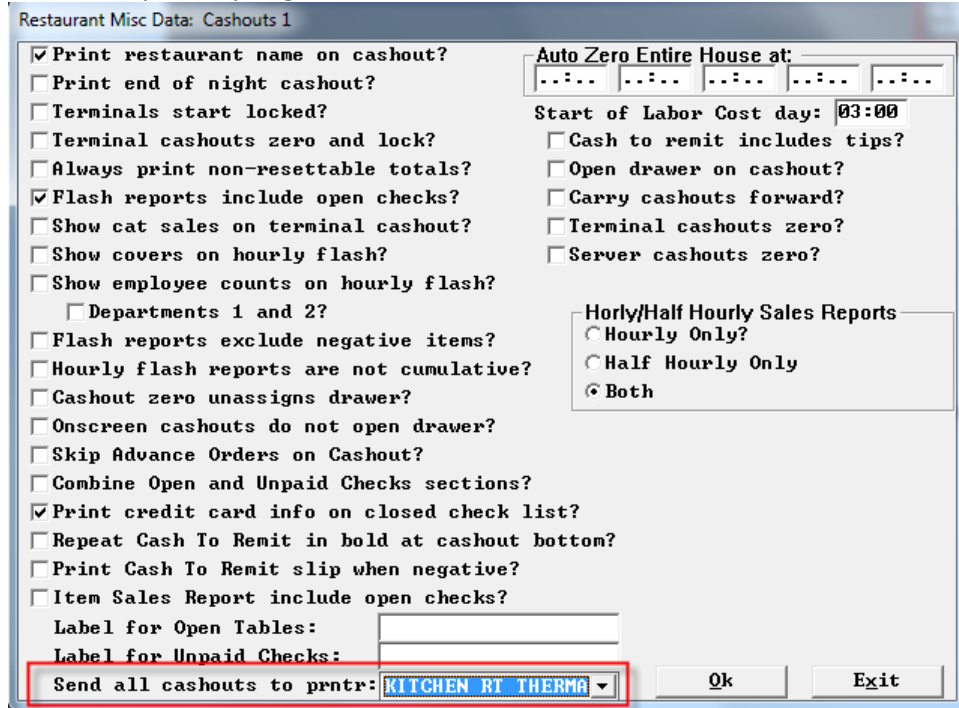 Restaurant Misc Data: Cashouts 1
Print restaurant name on cashout?
Print end of night cashout?
Terminals start locked?
Terminal cashouts zero and lock?
Always print non-resettable totals?
Flash reports include open checks?
Show cat sales on terminal cashout?
Show covers on hourly flash?
Show employee counts on hourly flash?
Departments 1 and 2?
Flash reports exclude negative items?
Hourly flash reports are not cumulative?
Cashout zero unassigns drawer?
Onscreen cashouts do not open drawer?
Skip Advance Orders on Cashout?
Combine Open and Unpaid Checks sections?
Print credit card info on closed check list?
Repeat Cash To Remit in bold at cashout bottom?
Print Cash To Remit slip when negative?
Item Sales Report include open checks?
Label for Open Tables:
Label for Unpaid Checks:
Send all cashouts to prntr: KITCHEN RT THERMA
Auto Zero Entire House at:
..:.. ..:.. ..:.. ..:.. ..:..
Start of Labor Cost day: 03:00
Cash to remit includes tips?
Open drawer on cashout?
Carry cashouts forward?
Terminal cashouts zero?
Server cashouts zero?
Horly/Half Hourly Sales Reports
Hourly Only?
Half Hourly Only
Both
Ok Exit